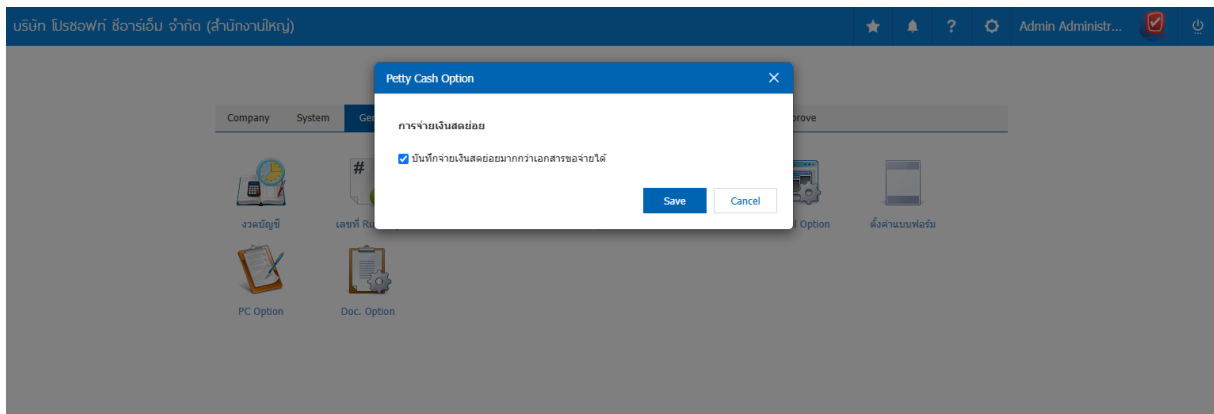 บริษัท โปรซอฟท์ ซีอาร์เอ็ม จำกัด (สำนักงานใหญ่)
? Admin Administr...
Petty Cash Option
Company System
การจ่ายเงินสดย่อย
บันทึกจ่ายเงินสดย่อยมากกว่าเอกสารขอจ่ายได้
Save Cancel
งวดบัญชี เลขที่ Option ตั้งค่าแบบฟอร์ม
PC Option Doc. Option